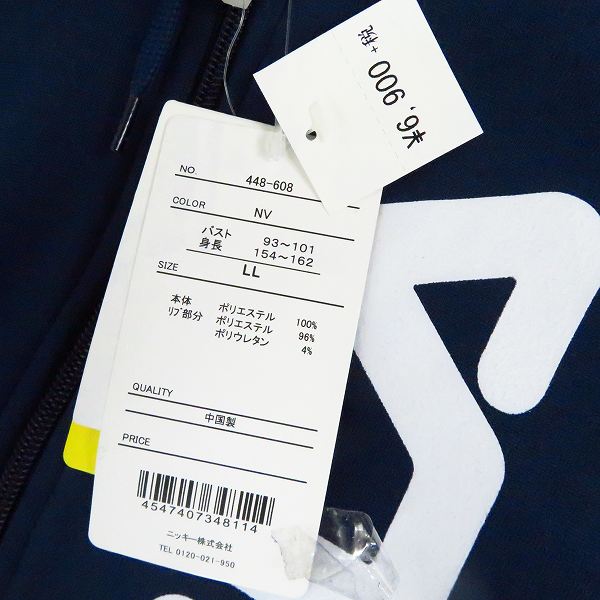 ¥6,900
+税
NO. 448-608
COLOR NV
バスト 93～101
身長 154～162
SIZE LL
本体 ポリエステル 100%
ﾘﾌﾞ部分 ポリエステル 96%
ポリウレタン 4%
QUALITY
中国製
PRICE
4547407348114
ニッキー株式会社
TEL 0120-021-950